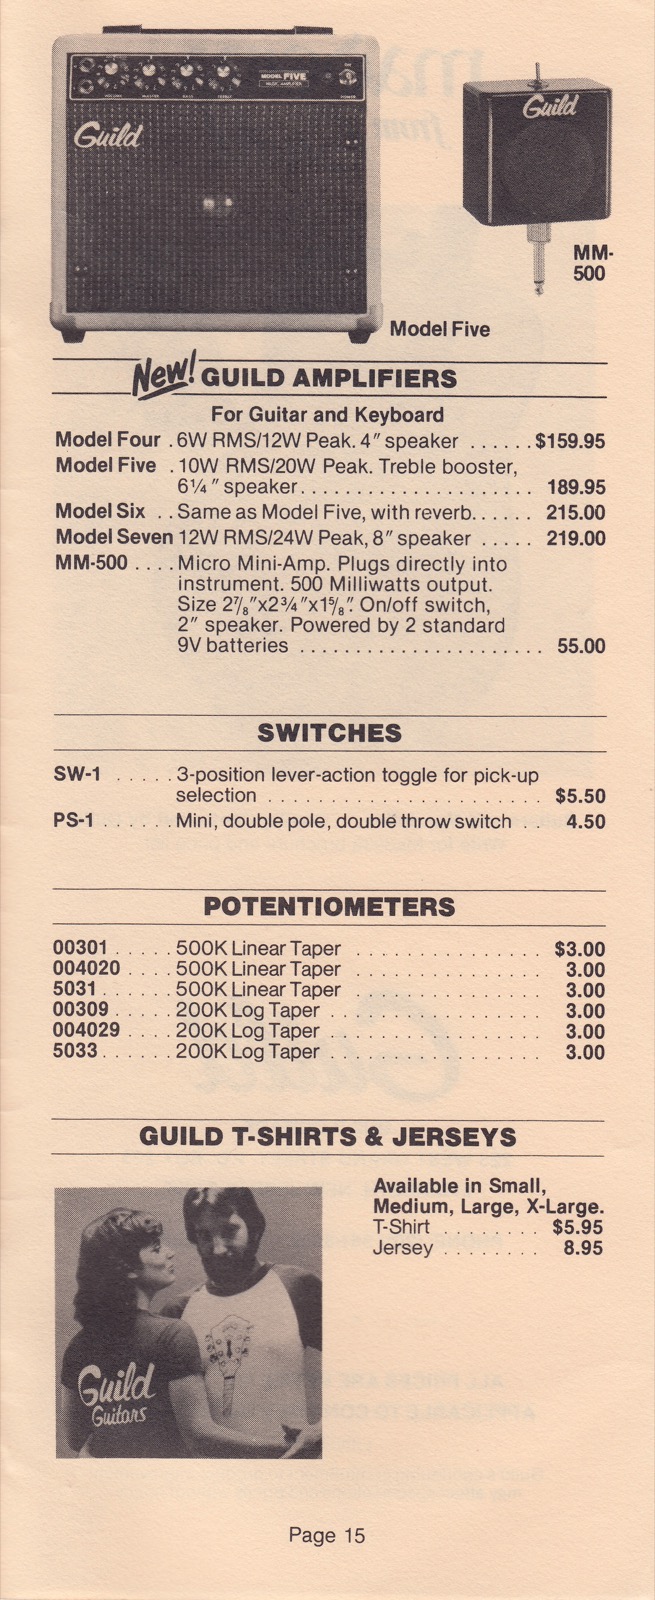 Guild
MODEL FIVE
Guild
MM-
500
Model Five
New! GUILD AMPLIFIERS
For Guitar and Keyboard
Model Four . 6W RMS/12W Peak. 4″ speaker ...... $159.95
Model Five . 10W RMS/20W Peak. Treble booster,
6¼″ speaker...................... 189.95
Model Six .. Same as Model Five, with reverb...... 215.00
Model Seven 12W RMS/24W Peak, 8″ speaker ..... 219.00
MM-500 .... Micro Mini-Amp. Plugs directly into
instrument. 500 Milliwatts output.
Size 2⅞″x2¾″x1⅝″. On/off switch,
2″ speaker. Powered by 2 standard
9V batteries ...................... 55.00
SWITCHES
SW-1 ..... 3-position lever-action toggle for pick-up
selection ......................... $5.50
PS-1 ...... Mini, double pole, double throw switch ... 4.50
POTENTIOMETERS
00301 ..... 500K Linear Taper ................. $3.00
004020 .... 500K Linear Taper ................. 3.00
5031 ...... 500K Linear Taper ................. 3.00
00309 ..... 200K Log Taper .................... 3.00
004029 .... 200K Log Taper .................... 3.00
5033 ...... 200K Log Taper .................... 3.00
GUILD T-SHIRTS & JERSEYS
Available in Small,
Medium, Large, X-Large.
T-Shirt ........ $5.95
Jersey ........ 8.95
Guild
Guitars
Page 15